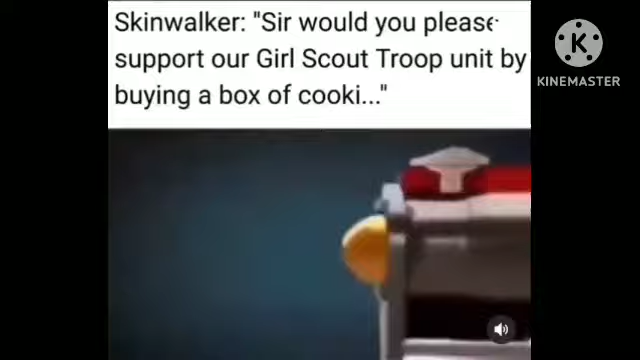 Skinwalker: "Sir would you please
support our Girl Scout Troop unit by
buying a box of cooki..."
KINEMASTER